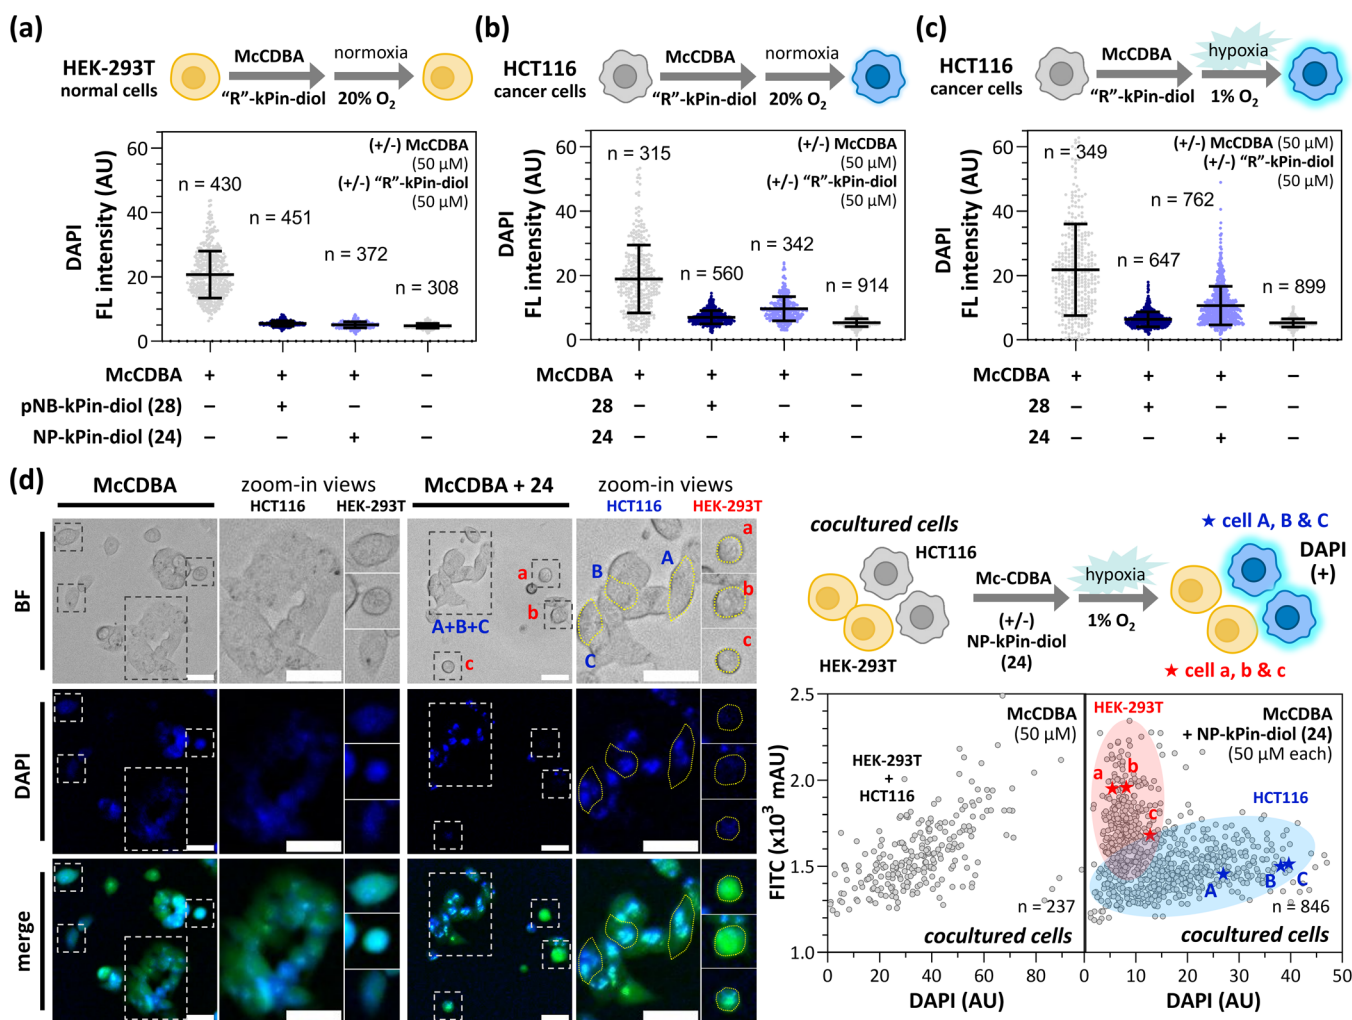 (a)
HEK-293T
normal cells
McCDBA
"R"-kPin-diol
normoxia
20% O2
DAPI
FL intensity (AU)
60
40
20
0
n = 430
n = 451
n = 372
n = 308
(+/-) McCDBA
(50 μM)
(+/-) "R"-kPin-diol
(50 μM)
McCDBA + + + −
pNB-kPin-diol (28) − + − −
NP-kPin-diol (24) − − + −
(b)
HCT116
cancer cells
McCDBA
"R"-kPin-diol
normoxia
20% O2
DAPI
FL intensity (AU)
60
40
20
0
n = 315
n = 560
n = 342
n = 914
(+/-) McCDBA
(50 μM)
(+/-) "R"-kPin-diol
(50 μM)
McCDBA + + + −
28 − + − −
24 − − + −
(c)
HCT116
cancer cells
McCDBA
"R"-kPin-diol
hypoxia
1% O2
DAPI
FL intensity (AU)
60
40
20
0
n = 349
n = 647
n = 762
n = 899
(+/-) McCDBA (50 μM)
(+/-) "R"-kPin-diol
(50 μM)
McCDBA + + + −
28 − + − −
24 − − + −
(d)
McCDBA
zoom-in views
HCT116 HEK-293T
McCDBA + 24
zoom-in views
HCT116 HEK-293T
BF
DAPI
merge
a
b
c
A+B+C
A
B
C
a
b
c
cocultured cells
HCT116
HEK-293T
Mc-CDBA
(+/-)
NP-kPin-diol
(24)
hypoxia
1% O2
★ cell A, B & C
DAPI
(+)
★ cell a, b & c
FITC (x10³ mAU)
2.5
2.0
1.5
1.0
McCDBA
(50 μM)
HEK-293T
+
HCT116
n = 237
cocultured cells
0 20 40 60 80
DAPI (AU)
HEK-293T
McCDBA
+ NP-kPin-diol (24)
(50 μM each)
a
b
c
HCT116
A
B
C
n = 846
cocultured cells
0 10 20 30 40 50
DAPI (AU)